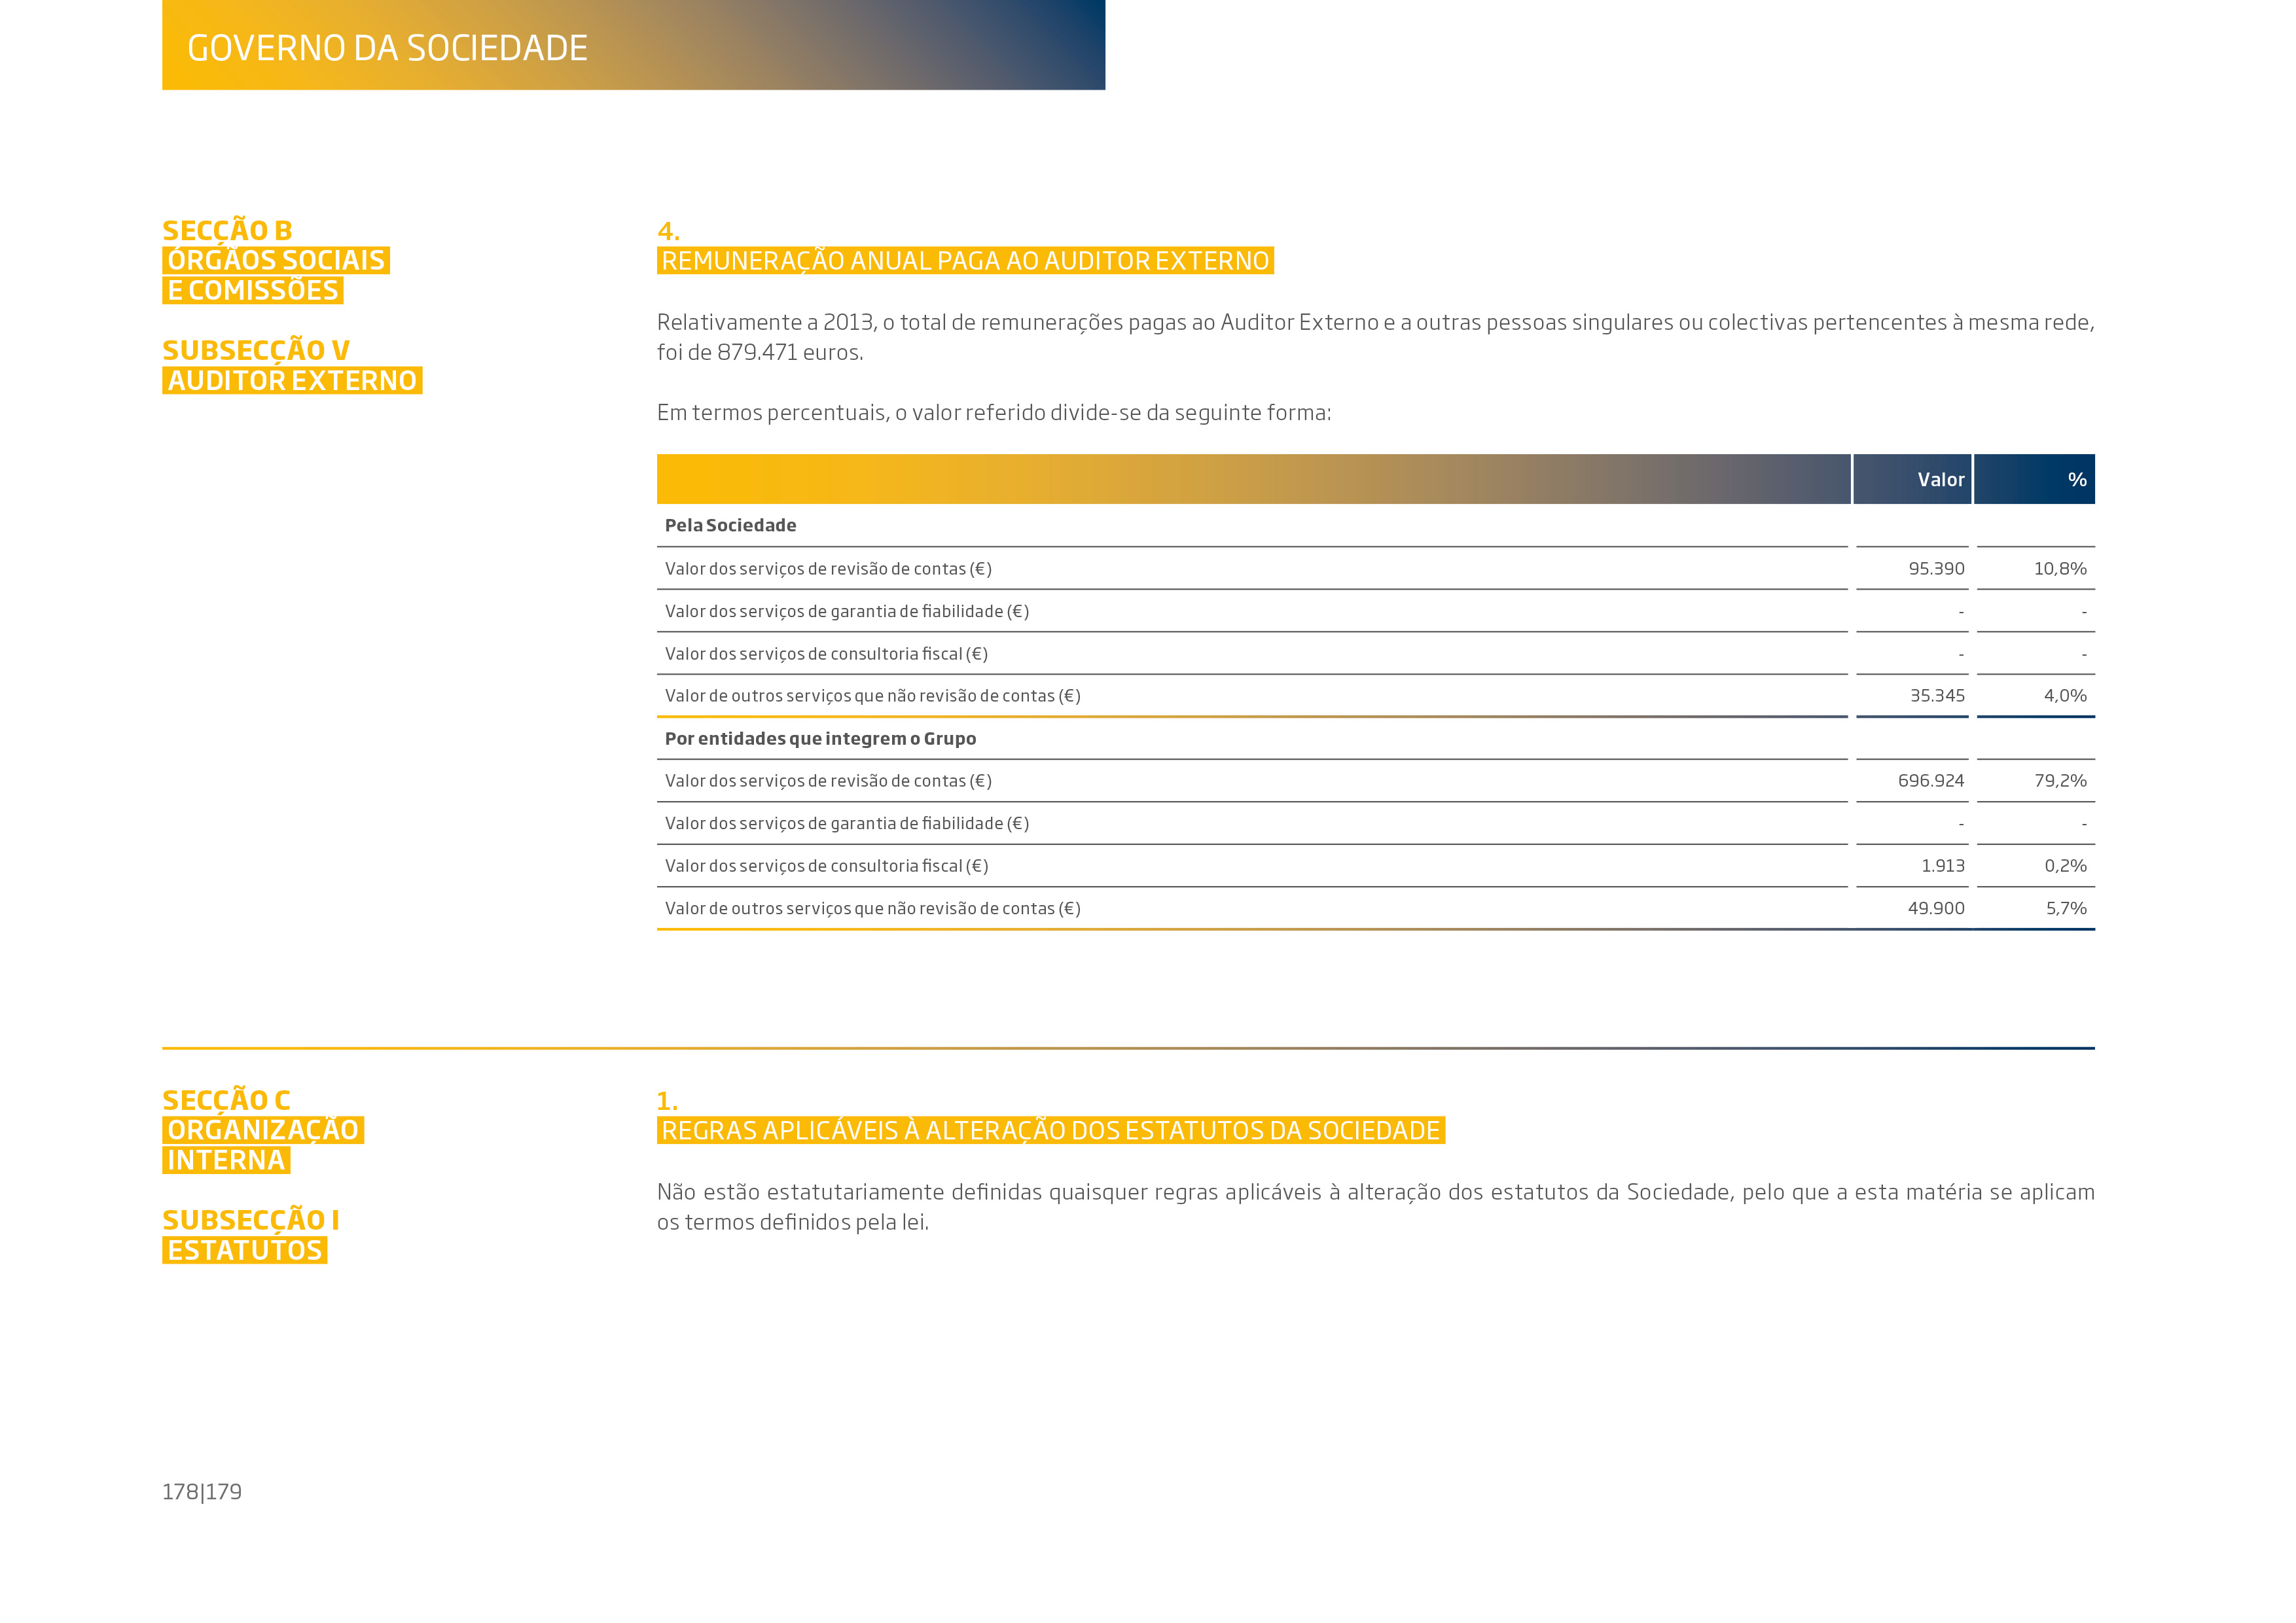 GOVERNO DA SOCIEDADE
SECÇÃO B
ÓRGÃOS SOCIAIS
E COMISSÕES
SUBSECÇÃO V
AUDITOR EXTERNO
4.
REMUNERAÇÃO ANUAL PAGA AO AUDITOR EXTERNO
Relativamente a 2013, o total de remunerações pagas ao Auditor Externo e a outras pessoas singulares ou colectivas pertencentes à mesma rede,
foi de 879.471 euros.
Em termos percentuais, o valor referido divide-se da seguinte forma:
Valor %
Pela Sociedade
Valor dos serviços de revisão de contas (€) 95.390 10,8%
Valor dos serviços de garantia de fiabilidade (€) - -
Valor dos serviços de consultoria fiscal (€) - -
Valor de outros serviços que não revisão de contas (€) 35.345 4,0%
Por entidades que integrem o Grupo
Valor dos serviços de revisão de contas (€) 696.924 79,2%
Valor dos serviços de garantia de fiabilidade (€) - -
Valor dos serviços de consultoria fiscal (€) 1.913 0,2%
Valor de outros serviços que não revisão de contas (€) 49.900 5,7%
SECÇÃO C
ORGANIZAÇÃO
INTERNA
SUBSECÇÃO I
ESTATUTOS
1.
REGRAS APLICÁVEIS À ALTERAÇÃO DOS ESTATUTOS DA SOCIEDADE
Não estão estatutariamente definidas quaisquer regras aplicáveis à alteração dos estatutos da Sociedade, pelo que a esta matéria se aplicam
os termos definidos pela lei.
178|179